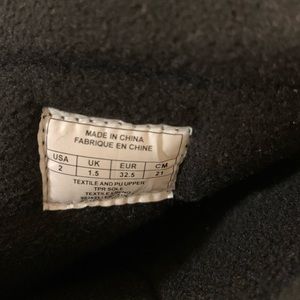 MADE IN CHINA
FABRIQUE EN CHINE
USA UK EUR CM
2 1.5 32.5 21
TEXTILE AND PU UPPER
TPR SOLE
TEXTILE